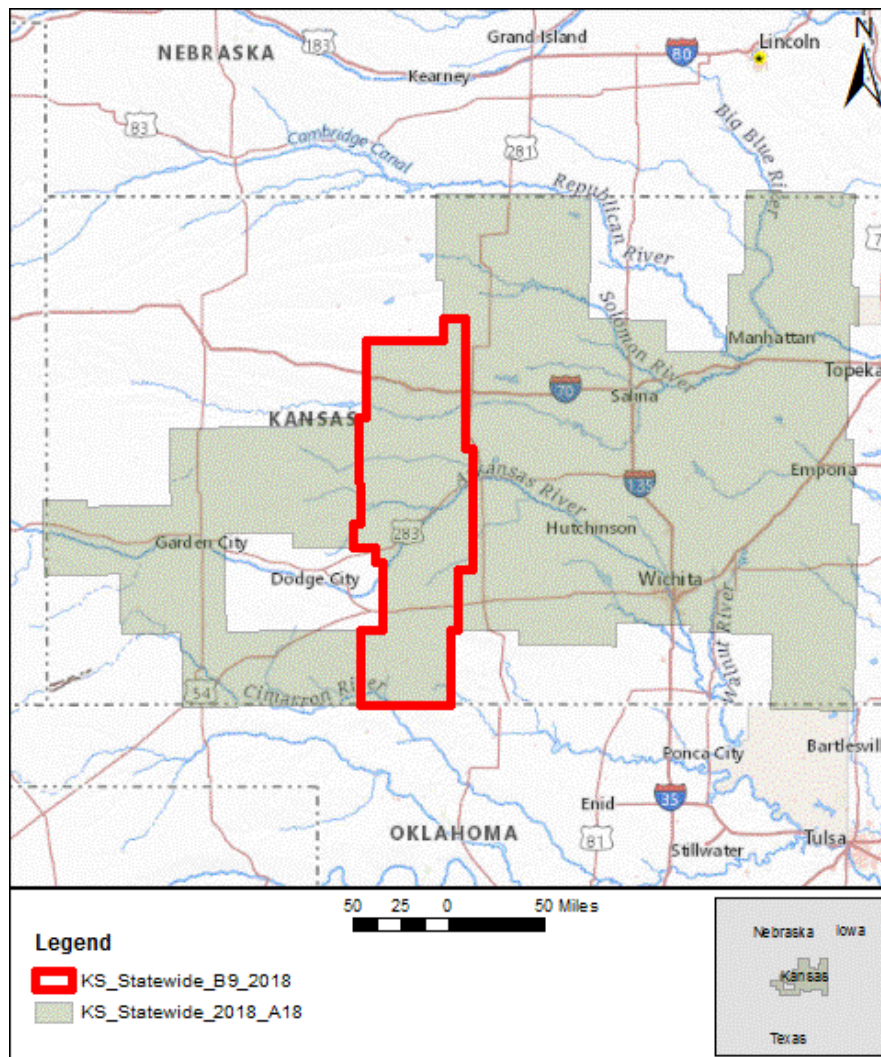 NEBRASKA
183
Grand Island
80
Lincoln
N
Kearney
83
Cambridge Canal
281
Big Blue River
Republican River
7
Solomon River
Manhattan
70
Salina
Topeka
KANSAS
Arkansas River
135
Emporia
283
Hutchinson
Garden City
Dodge City
Wichita
Walnut River
54
Cimarron River
Ponca City
Bartlesvill
35
Enid
OKLAHOMA
81
Stillwater
Tulsa
50 25 0 50 Miles
Legend
KS_Statewide_B9_2018
KS_Statewide_2018_A18
Nebraska Iowa
Kansas
Texas